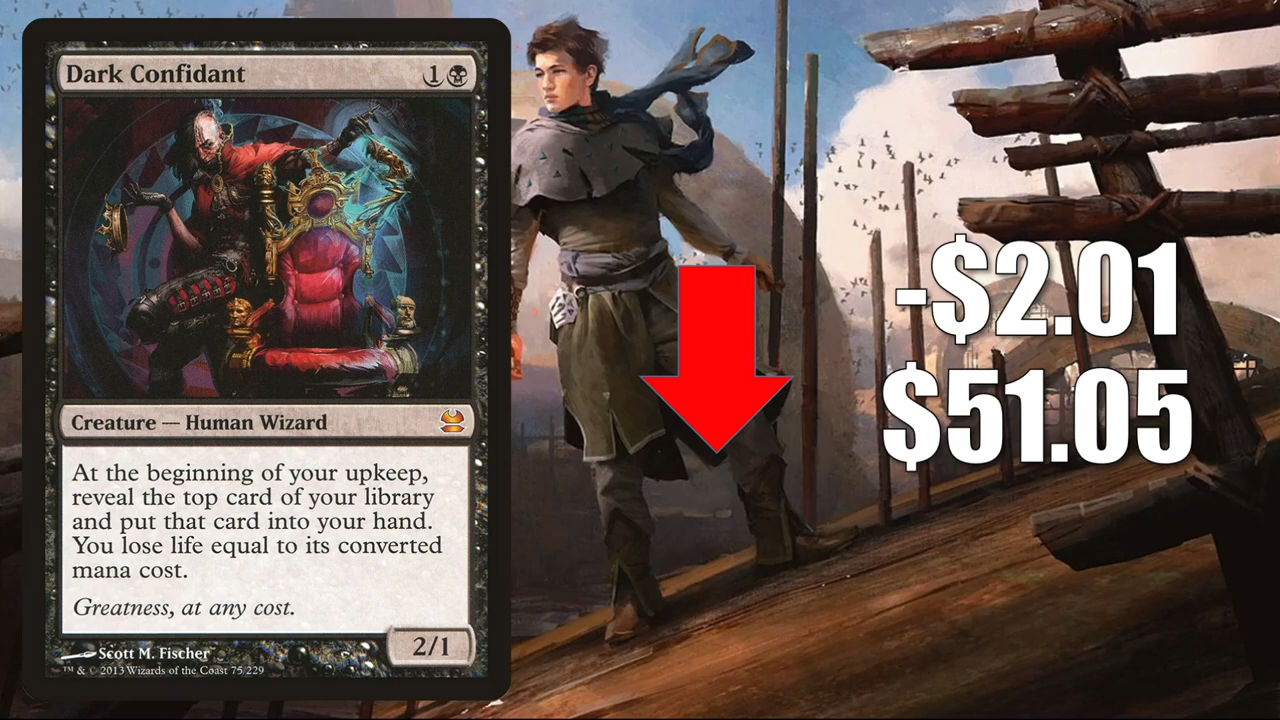 Dark Confidant 1
Creature — Human Wizard
At the beginning of your upkeep,
reveal the top card of your library
and put that card into your hand.
You lose life equal to its converted
mana cost.
Greatness, at any cost.
2/1
Scott M. Fischer
™ & © 2013 Wizards of the Coast 75/229
-$2.01
$51.05